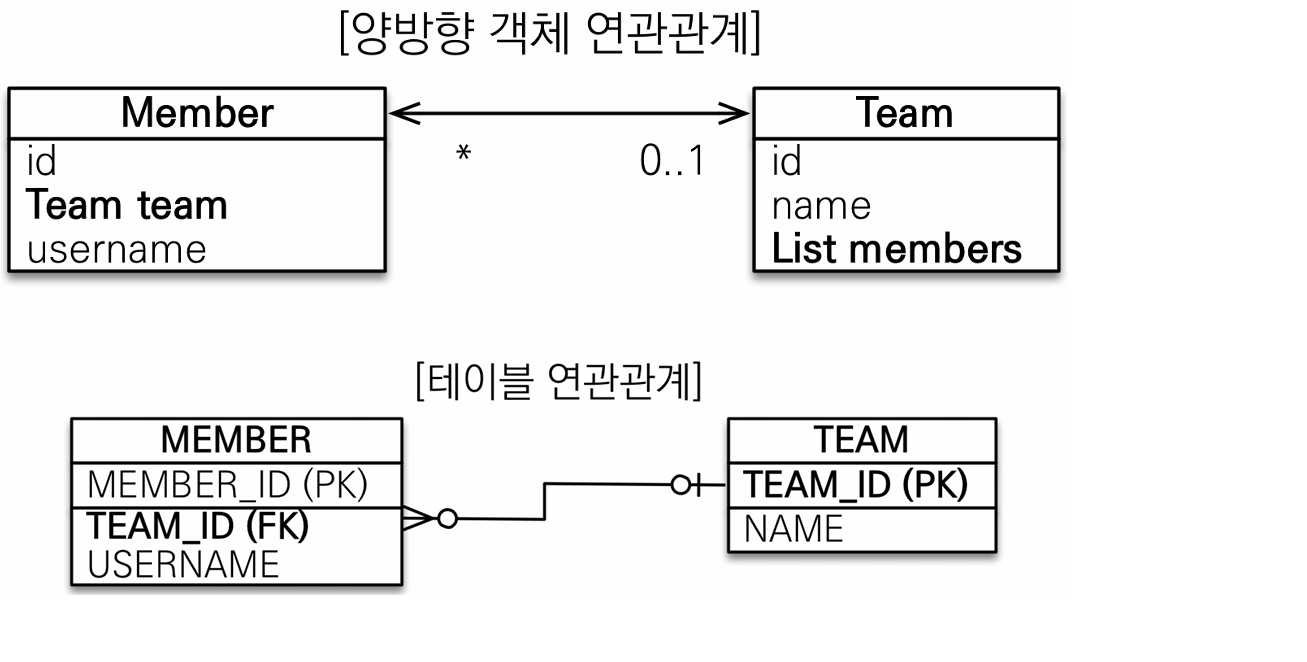 [양방향 객체 연관관계]
Member
id
Team team
username
* 0..1
Team
id
name
List members
[테이블 연관관계]
MEMBER
MEMBER_ID (PK)
TEAM_ID (FK)
USERNAME
TEAM
TEAM_ID (PK)
NAME